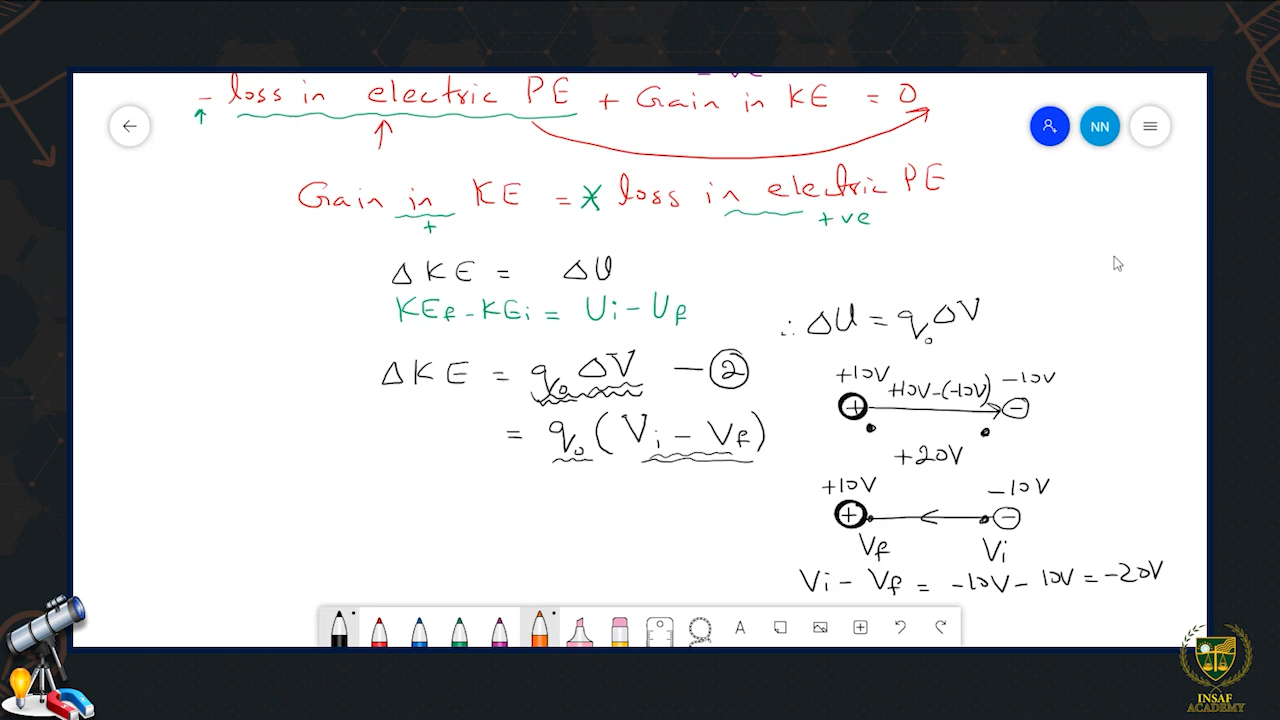 - loss in electric PE + Gain in KE = 0
NN
Gain in KE = loss in electric PE
+ +ve
ΔKE = ΔU
KEf - KEi = Ui - Uf
∴ ΔU = q₀ΔV
ΔKE = q₀ΔV — ②
= q₀(Vi - Vf)
+10V +10V-(-10V) -10V
+ -
+20V
+10V -10V
+ -
Vf Vi
Vi - Vf = -10V - 10V = -20V
A
INSAF
ACADEMY